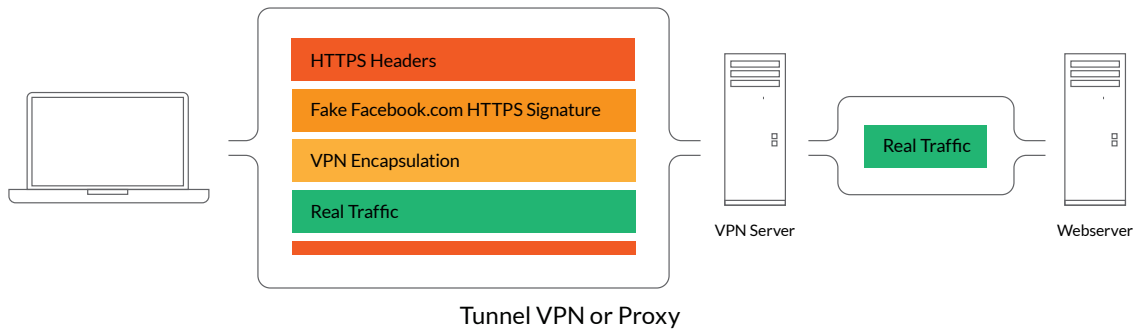 HTTPS Headers
Fake Facebook.com HTTPS Signature
VPN Encapsulation
Real Traffic
Real Traffic
VPN Server
Webserver
Tunnel VPN or Proxy